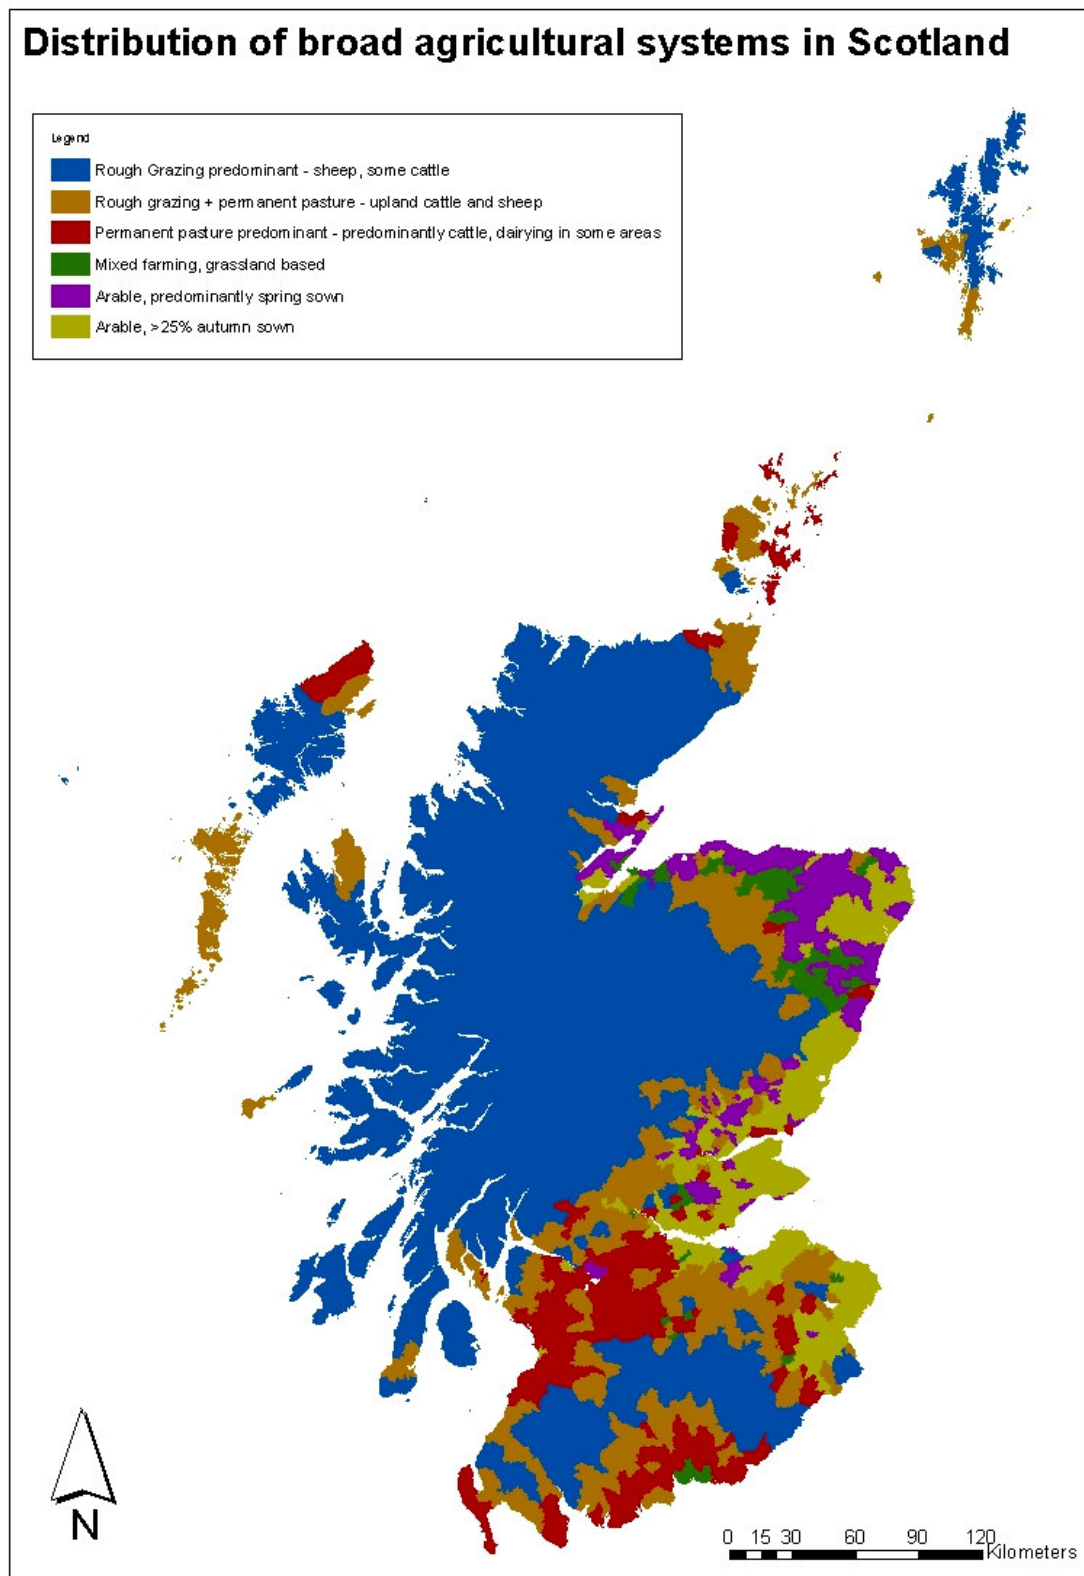 Distribution of broad agricultural systems in Scotland
Legend
Rough Grazing predominant - sheep, some cattle
Rough grazing + permanent pasture - upland cattle and sheep
Permanent pasture predominant - predominantly cattle, dairying in some areas
Mixed farming, grassland based
Arable, predominantly spring sown
Arable, >25% autumn sown
N
0 15 30 60 90 120
Kilometers